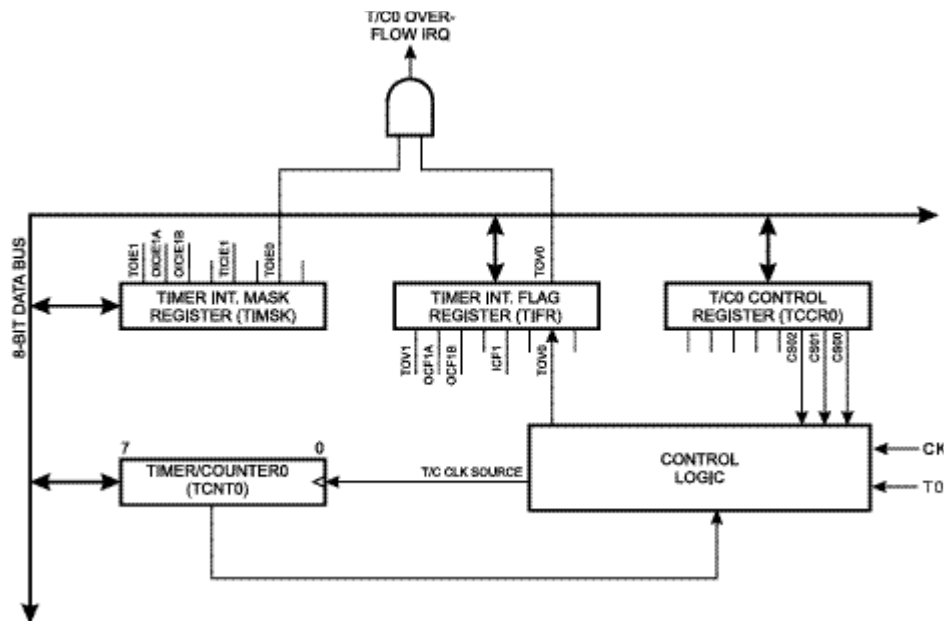 T/C0 OVER-
FLOW IRQ
8-BIT DATA BUS
TOIE1
OCIE1A
OCIE1B
TICIE1
TOIE0
TOV0
TIMER INT. MASK
REGISTER (TIMSK)
TIMER INT. FLAG
REGISTER (TIFR)
T/C0 CONTROL
REGISTER (TCCR0)
TOV1
OCF1A
OCF1B
ICF1
TOV0
CS02
CS01
CS00
7
0
TIMER/COUNTER0
(TCNT0)
T/C CLK SOURCE
CONTROL
LOGIC
CK
T0